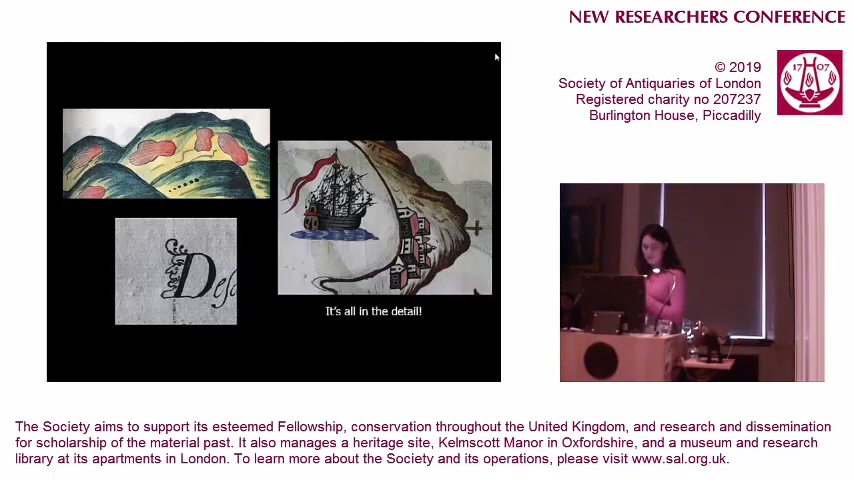 NEW RESEARCHERS CONFERENCE
© 2019
Society of Antiquaries of London
Registered charity no 207237
Burlington House, Piccadilly
17 07
Desc
It's all in the detail!
The Society aims to support its esteemed Fellowship, conservation throughout the United Kingdom, and research and dissemination
for scholarship of the material past. It also manages a heritage site, Kelmscott Manor in Oxfordshire, and a museum and research
library at its apartments in London. To learn more about the Society and its operations, please visit www.sal.org.uk.